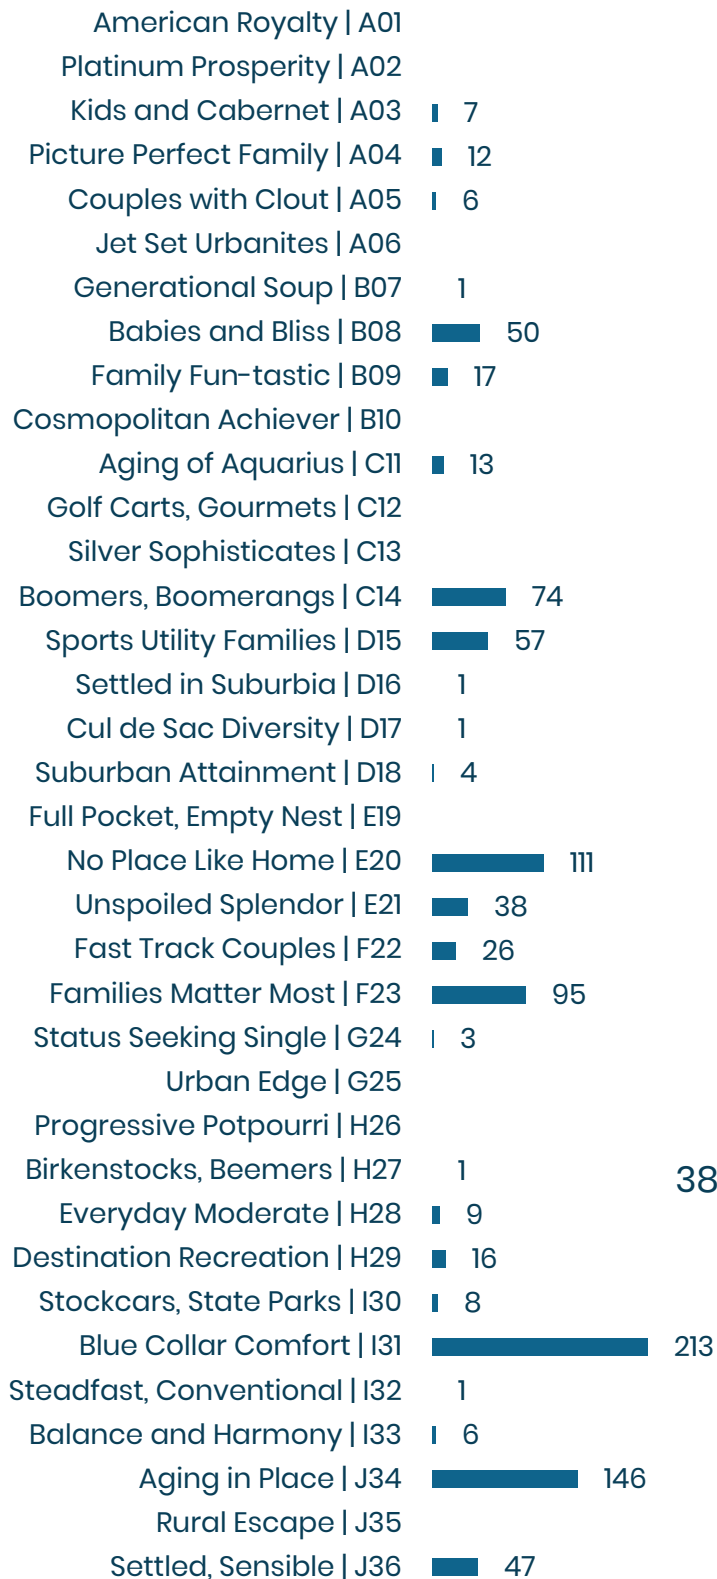 American Royalty | A01
Platinum Prosperity | A02
Kids and Cabernet | A03 7
Picture Perfect Family | A04 12
Couples with Clout | A05 6
Jet Set Urbanites | A06
Generational Soup | B07 1
Babies and Bliss | B08 50
Family Fun-tastic | B09 17
Cosmopolitan Achiever | B10
Aging of Aquarius | C11 13
Golf Carts, Gourmets | C12
Silver Sophisticates | C13
Boomers, Boomerangs | C14 74
Sports Utility Families | D15 57
Settled in Suburbia | D16 1
Cul de Sac Diversity | D17 1
Suburban Attainment | D18 4
Full Pocket, Empty Nest | E19
No Place Like Home | E20 111
Unspoiled Splendor | E21 38
Fast Track Couples | F22 26
Families Matter Most | F23 95
Status Seeking Single | G24 3
Urban Edge | G25
Progressive Potpourri | H26
Birkenstocks, Beemers | H27 1
38
Everyday Moderate | H28 9
Destination Recreation | H29 16
Stockcars, State Parks | I30 8
Blue Collar Comfort | I31 213
Steadfast, Conventional | I32 1
Balance and Harmony | I33 6
Aging in Place | J34 146
Rural Escape | J35
Settled, Sensible | J36 47